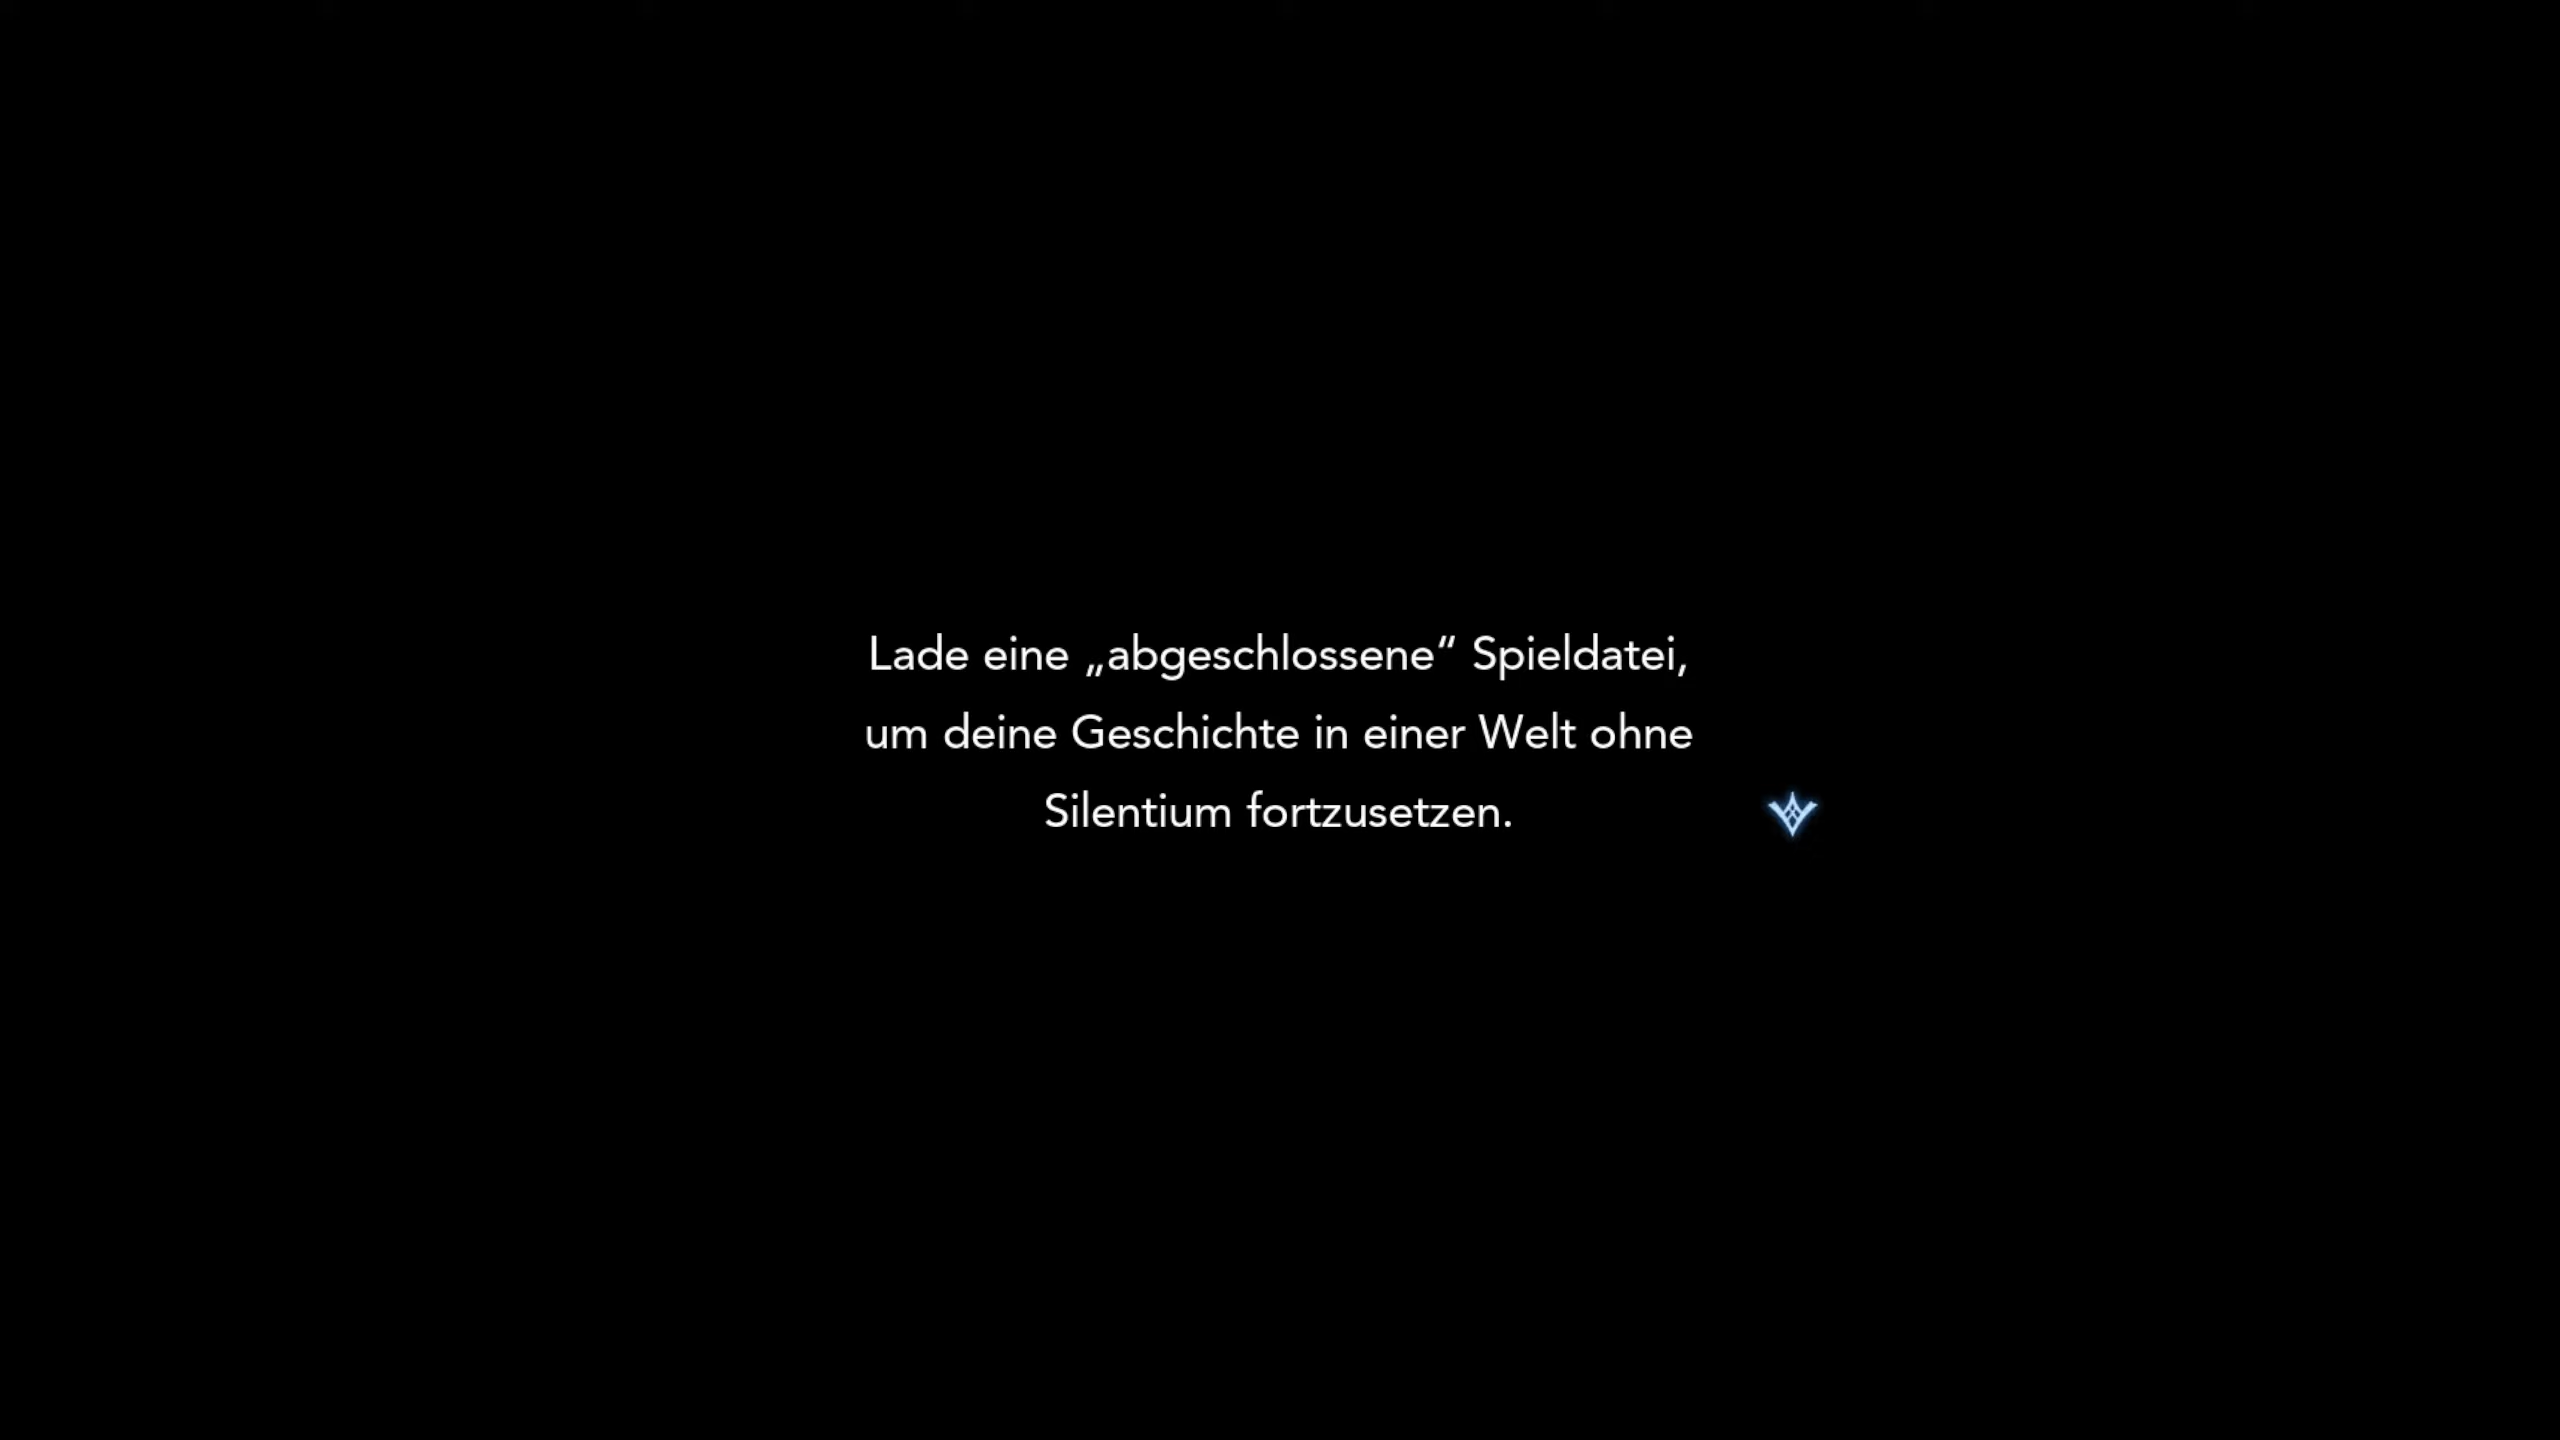 Lade eine „abgeschlossene“ Spieldatei,
um deine Geschichte in einer Welt ohne
Silentium fortzusetzen.